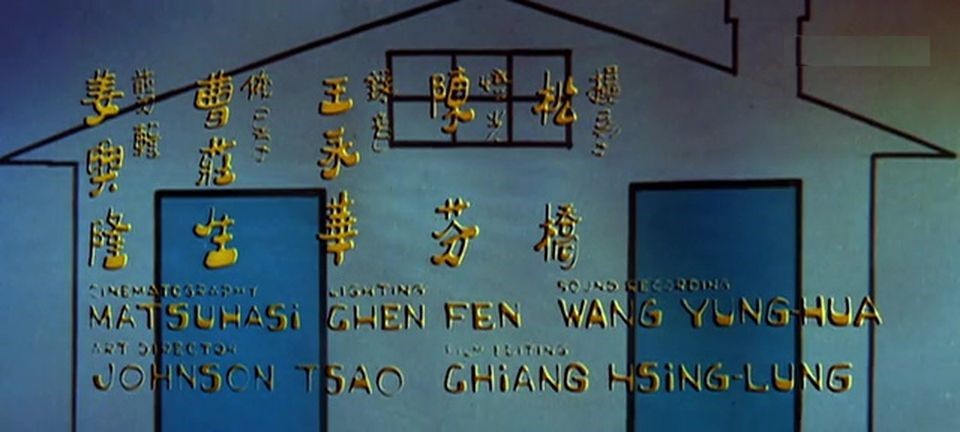 攝影
松橋
燈光
陳芬
錄音
王永華
佈景
曹莊生
剪輯
姜興隆
CINEMATOGRAPHY LIGHTING SOUND RECORDING
MATSUHASi CHEN FEN WANG YUNG-HUA
ART DIRECTOR FILM EDITING
JOHNSON TSAO CHiANG HSiNG-LUNG